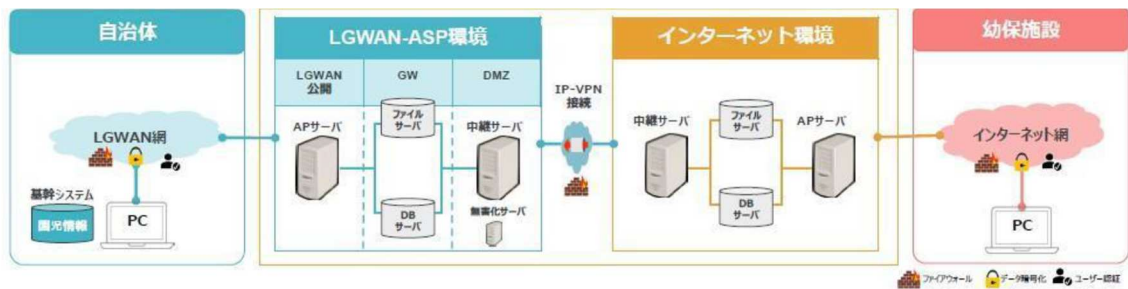 自治体
LGWAN網
基幹システム
園児情報
PC
LGWAN-ASP環境
LGWAN
公開
GW
DMZ
APサーバ
ファイル
サーバ
DB
サーバ
中継サーバ
無害化サーバ
IP-VPN
接続
インターネット環境
中継サーバ
ファイル
サーバ
DB
サーバ
APサーバ
幼保施設
インターネット網
PC
ファイアウォール
データ暗号化
ユーザー認証